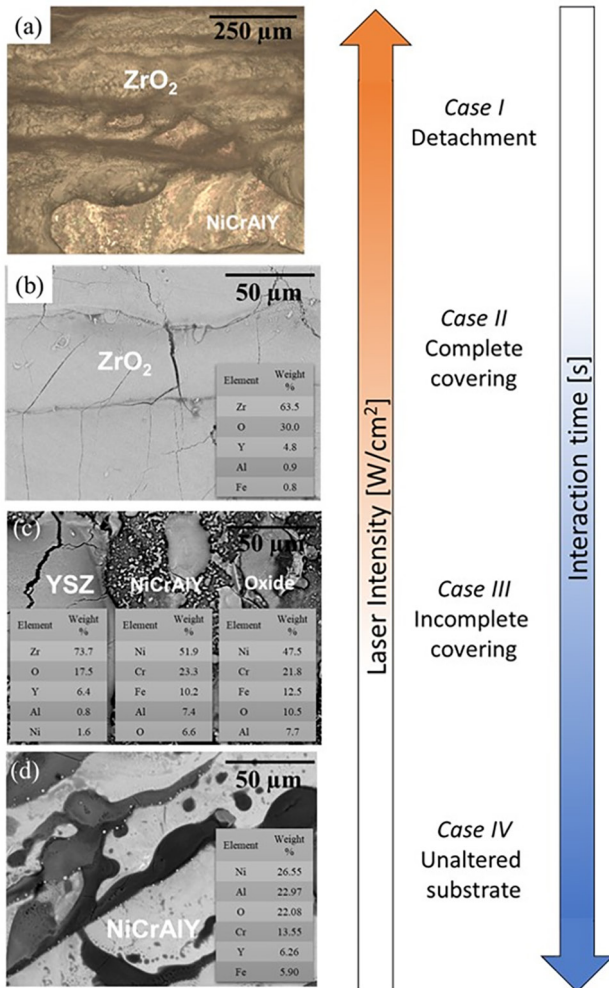 (a)
250 µm
ZrO₂
NiCrAlY
(b)
50 µm
ZrO₂
Element Weight %
Zr 63.5
O 30.0
Y 4.8
Al 0.9
Fe 0.8
(c)
50 µm
YSZ
NiCrAlY
Oxide
Element Weight %
Zr 73.7
O 17.5
Y 6.4
Al 0.8
Ni 1.6
Element Weight %
Ni 51.9
Cr 23.3
Fe 10.2
Al 7.4
O 6.6
Element Weight %
Ni 47.5
Cr 21.8
Fe 12.5
O 10.5
Al 7.7
(d)
50 µm
NiCrAlY
Element Weight %
Ni 26.55
Al 22.97
O 22.08
Cr 13.55
Y 6.26
Fe 5.90
Laser Intensity [W/cm²]
Case I
Detachment
Case II
Complete
covering
Case III
Incomplete
covering
Case IV
Unaltered
substrate
Interaction time [s]